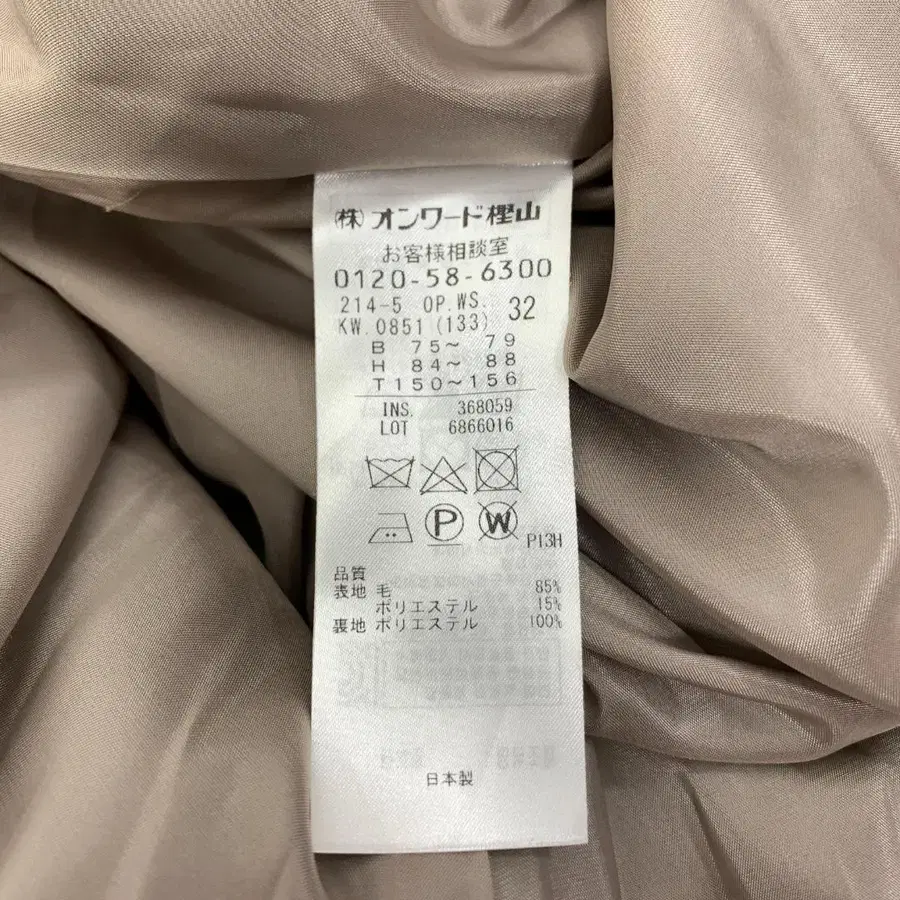 (株)オンワード樫山
お客様相談室
0120-58-6300
214-5 OP.WS. 32
KW.0851 (133)
B 75〜 79
H 84〜 88
T 150〜156
INS. 368059
LOT 6866016
P
W
P13H
品質
表地 毛 85%
ポリエステル 15%
裏地 ポリエステル 100%
日本製